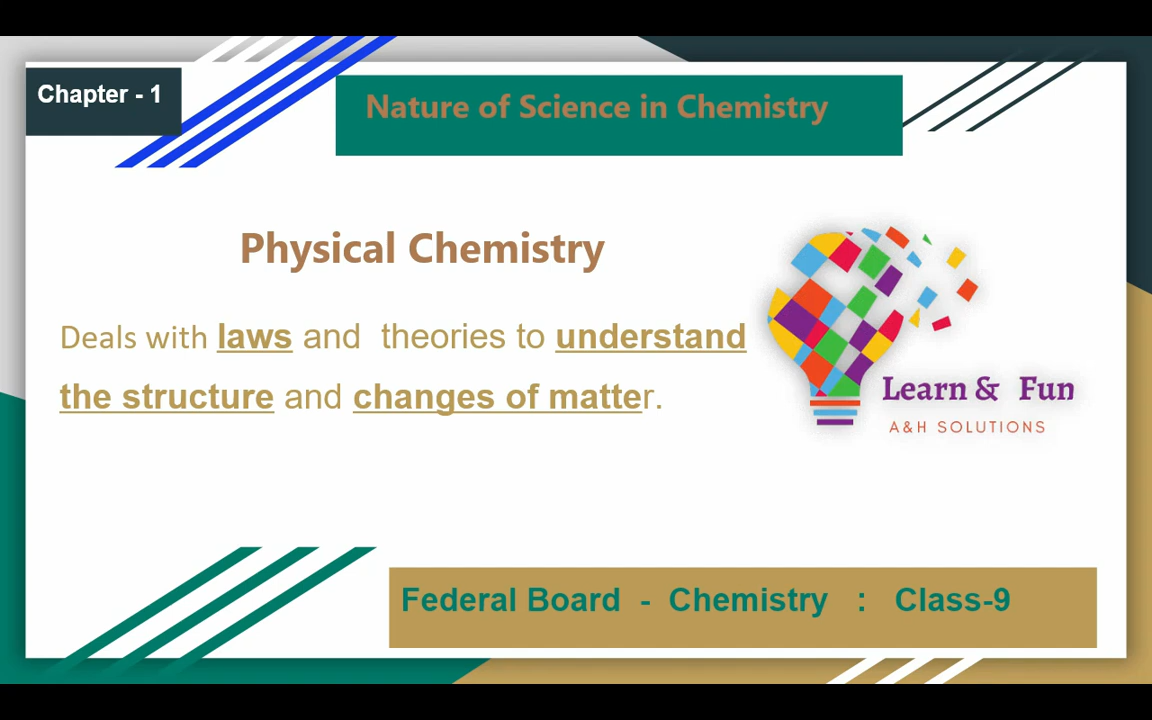 Chapter - 1
Nature of Science in Chemistry
Physical Chemistry
Deals with laws and theories to understand
the structure and changes of matter.
Learn & Fun
A&H SOLUTIONS
Federal Board - Chemistry : Class-9